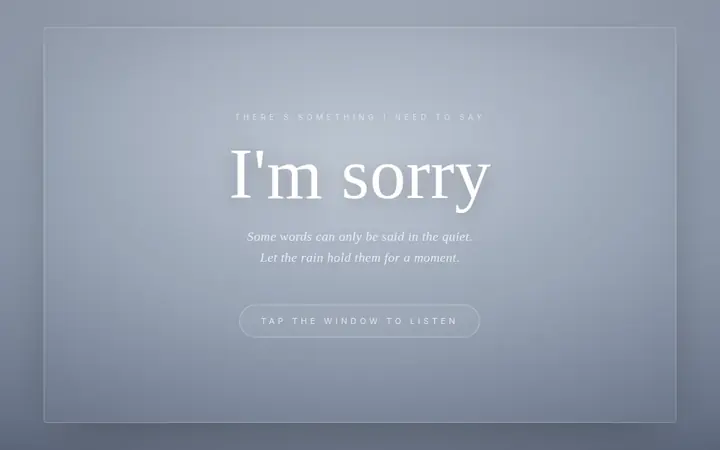 THERE'S SOMETHING I NEED TO SAY
I'm sorry
Some words can only be said in the quiet.
Let the rain hold them for a moment.
TAP THE WINDOW TO LISTEN